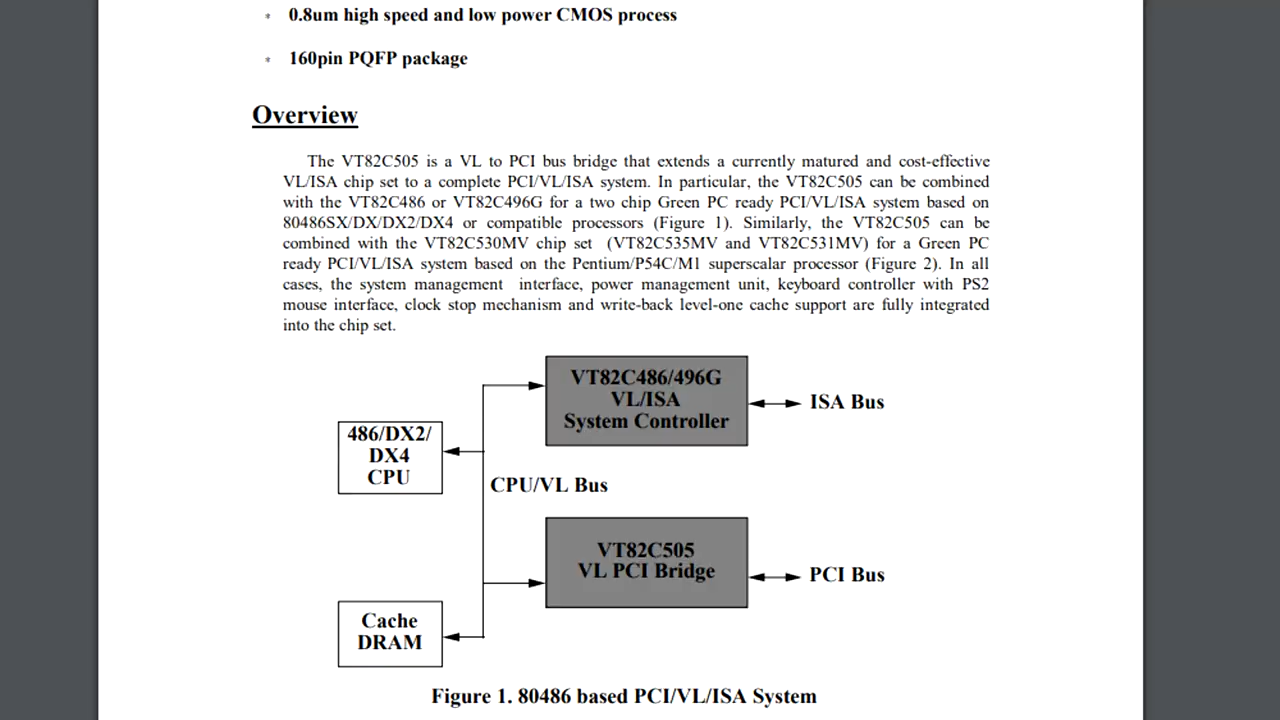 * 0.8um high speed and low power CMOS process
* 160pin PQFP package
Overview
The VT82C505 is a VL to PCI bus bridge that extends a currently matured and cost-effective
VL/ISA chip set to a complete PCI/VL/ISA system. In particular, the VT82C505 can be combined
with the VT82C486 or VT82C496G for a two chip Green PC ready PCI/VL/ISA system based on
80486SX/DX/DX2/DX4 or compatible processors (Figure 1). Similarly, the VT82C505 can be
combined with the VT82C530MV chip set (VT82C535MV and VT82C531MV) for a Green PC
ready PCI/VL/ISA system based on the Pentium/P54C/M1 superscalar processor (Figure 2). In all
cases, the system management interface, power management unit, keyboard controller with PS2
mouse interface, clock stop mechanism and write-back level-one cache support are fully integrated
into the chip set.
VT82C486/496G
VL/ISA
System Controller
ISA Bus
486/DX2/
DX4
CPU
CPU/VL Bus
VT82C505
VL PCI Bridge
PCI Bus
Cache
DRAM
Figure 1. 80486 based PCI/VL/ISA System